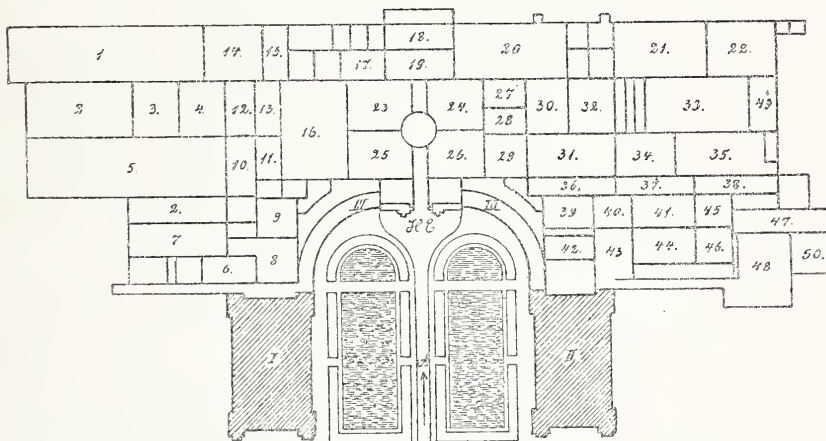 18. 20 21. 22.
1 14. 15. 17. 19.
27
2 3. 4. 12. 13. 16. 23 24. 30. 32. 33. 49
28
5. 10. 11. 25 26. 29 31. 34. 35.
36. 37. 38.
2. 9 III III 39 40. 41. 45 47.
7 8 42. 43 44. 46. 48 50.
6.
I II